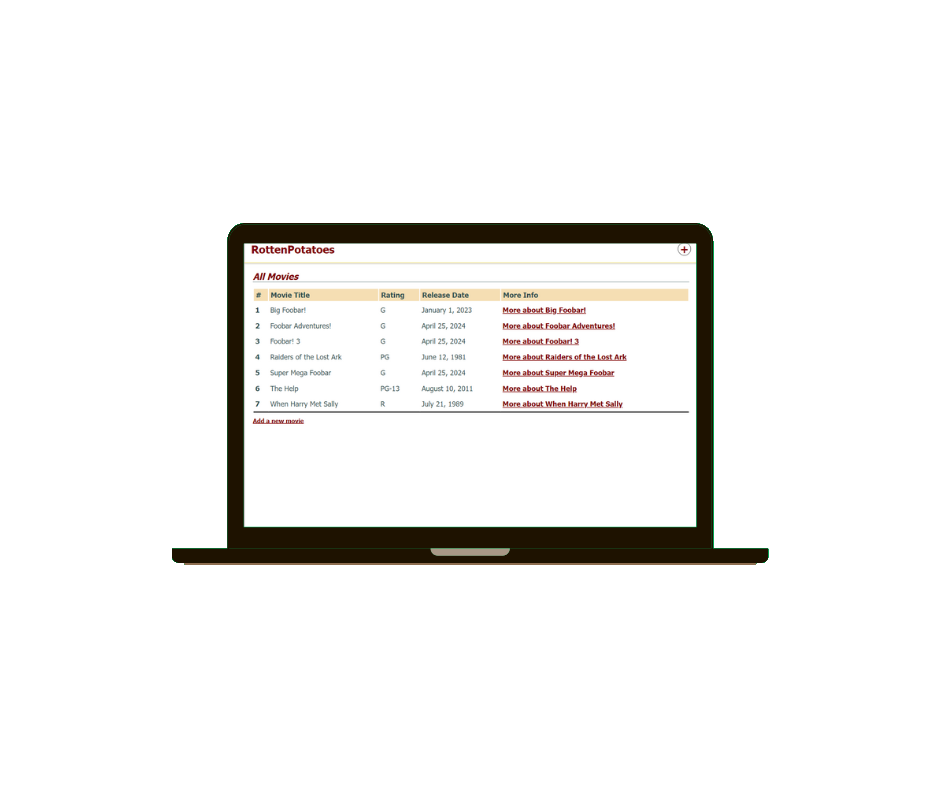 RottenPotatoes +
All Movies
# Movie Title Rating Release Date More Info
1 Big Foobar! G January 1, 2023 More about Big Foobar!
2 Foobar Adventures! G April 25, 2024 More about Foobar Adventures!
3 Foobar! 3 G April 25, 2024 More about Foobar! 3
4 Raiders of the Lost Ark PG June 12, 1981 More about Raiders of the Lost Ark
5 Super Mega Foobar G April 25, 2024 More about Super Mega Foobar
6 The Help PG-13 August 10, 2011 More about The Help
7 When Harry Met Sally R July 21, 1989 More about When Harry Met Sally
Add a new movie